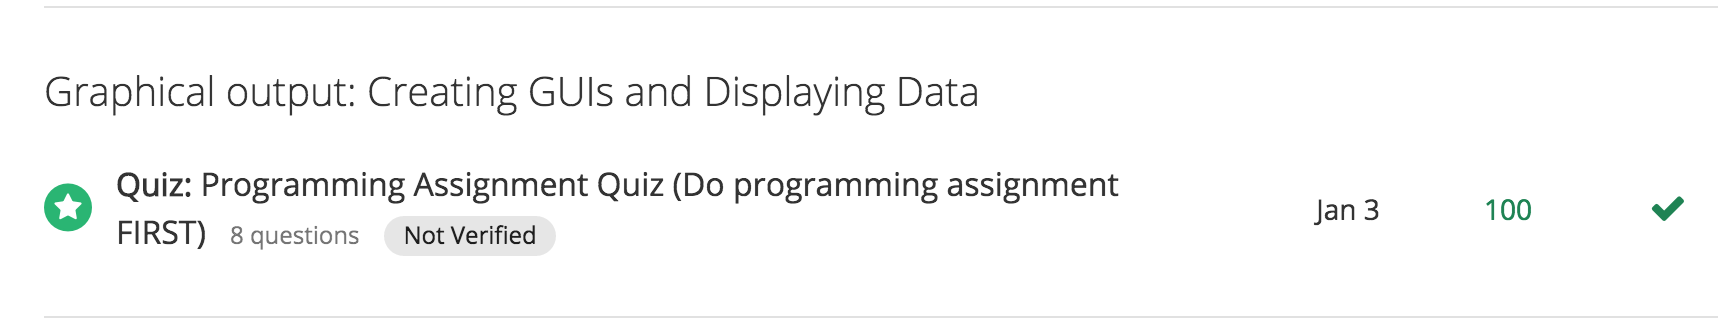 Graphical output: Creating GUIs and Displaying Data
Quiz: Programming Assignment Quiz (Do programming assignment
FIRST) 8 questions Not Verified
Jan 3 100